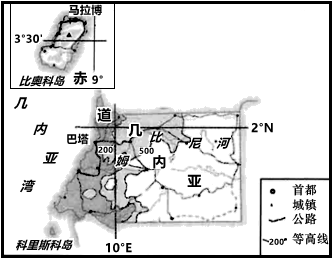 马拉博
3°30'
比奥科岛
赤 9°
道
几
几
比
2°N
内
巴塔
200
500
尼
河
姆
内
亚
亚
湾
科里斯科岛
10°E
首都
城镇
公路
200 等高线